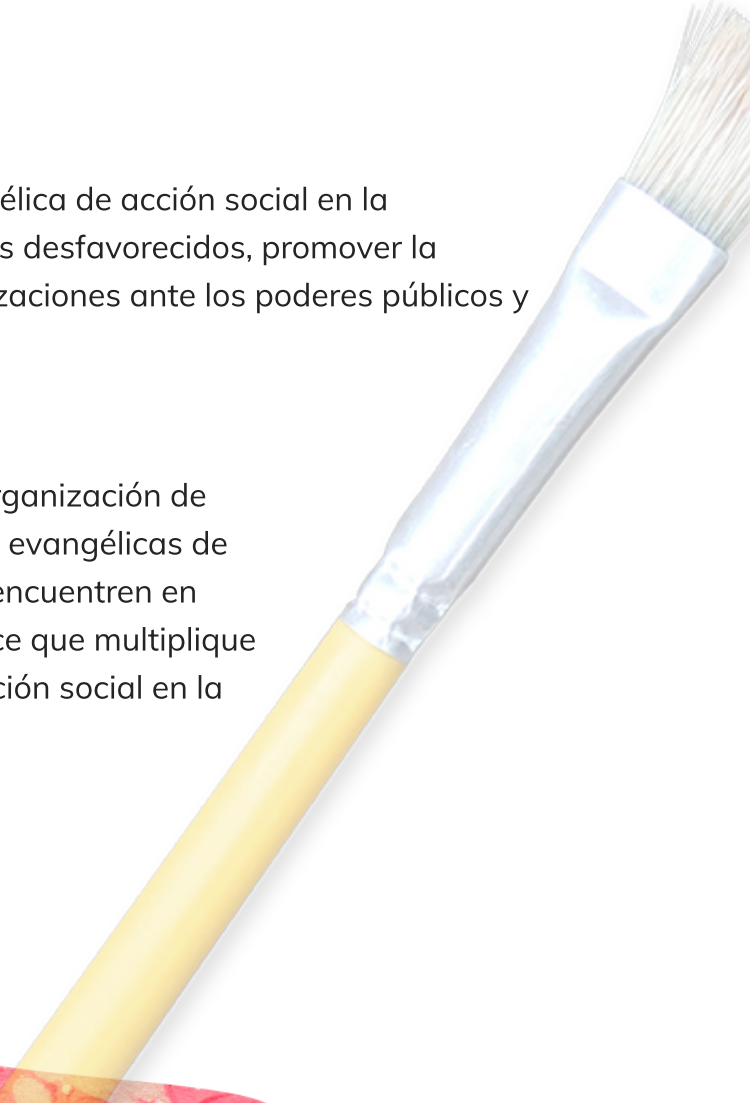 élica de acción social en la
s desfavorecidos, promover la
zaciones ante los poderes públicos y
rganización de
evangélicas de
encuentren en
ce que multiplique
ción social en la